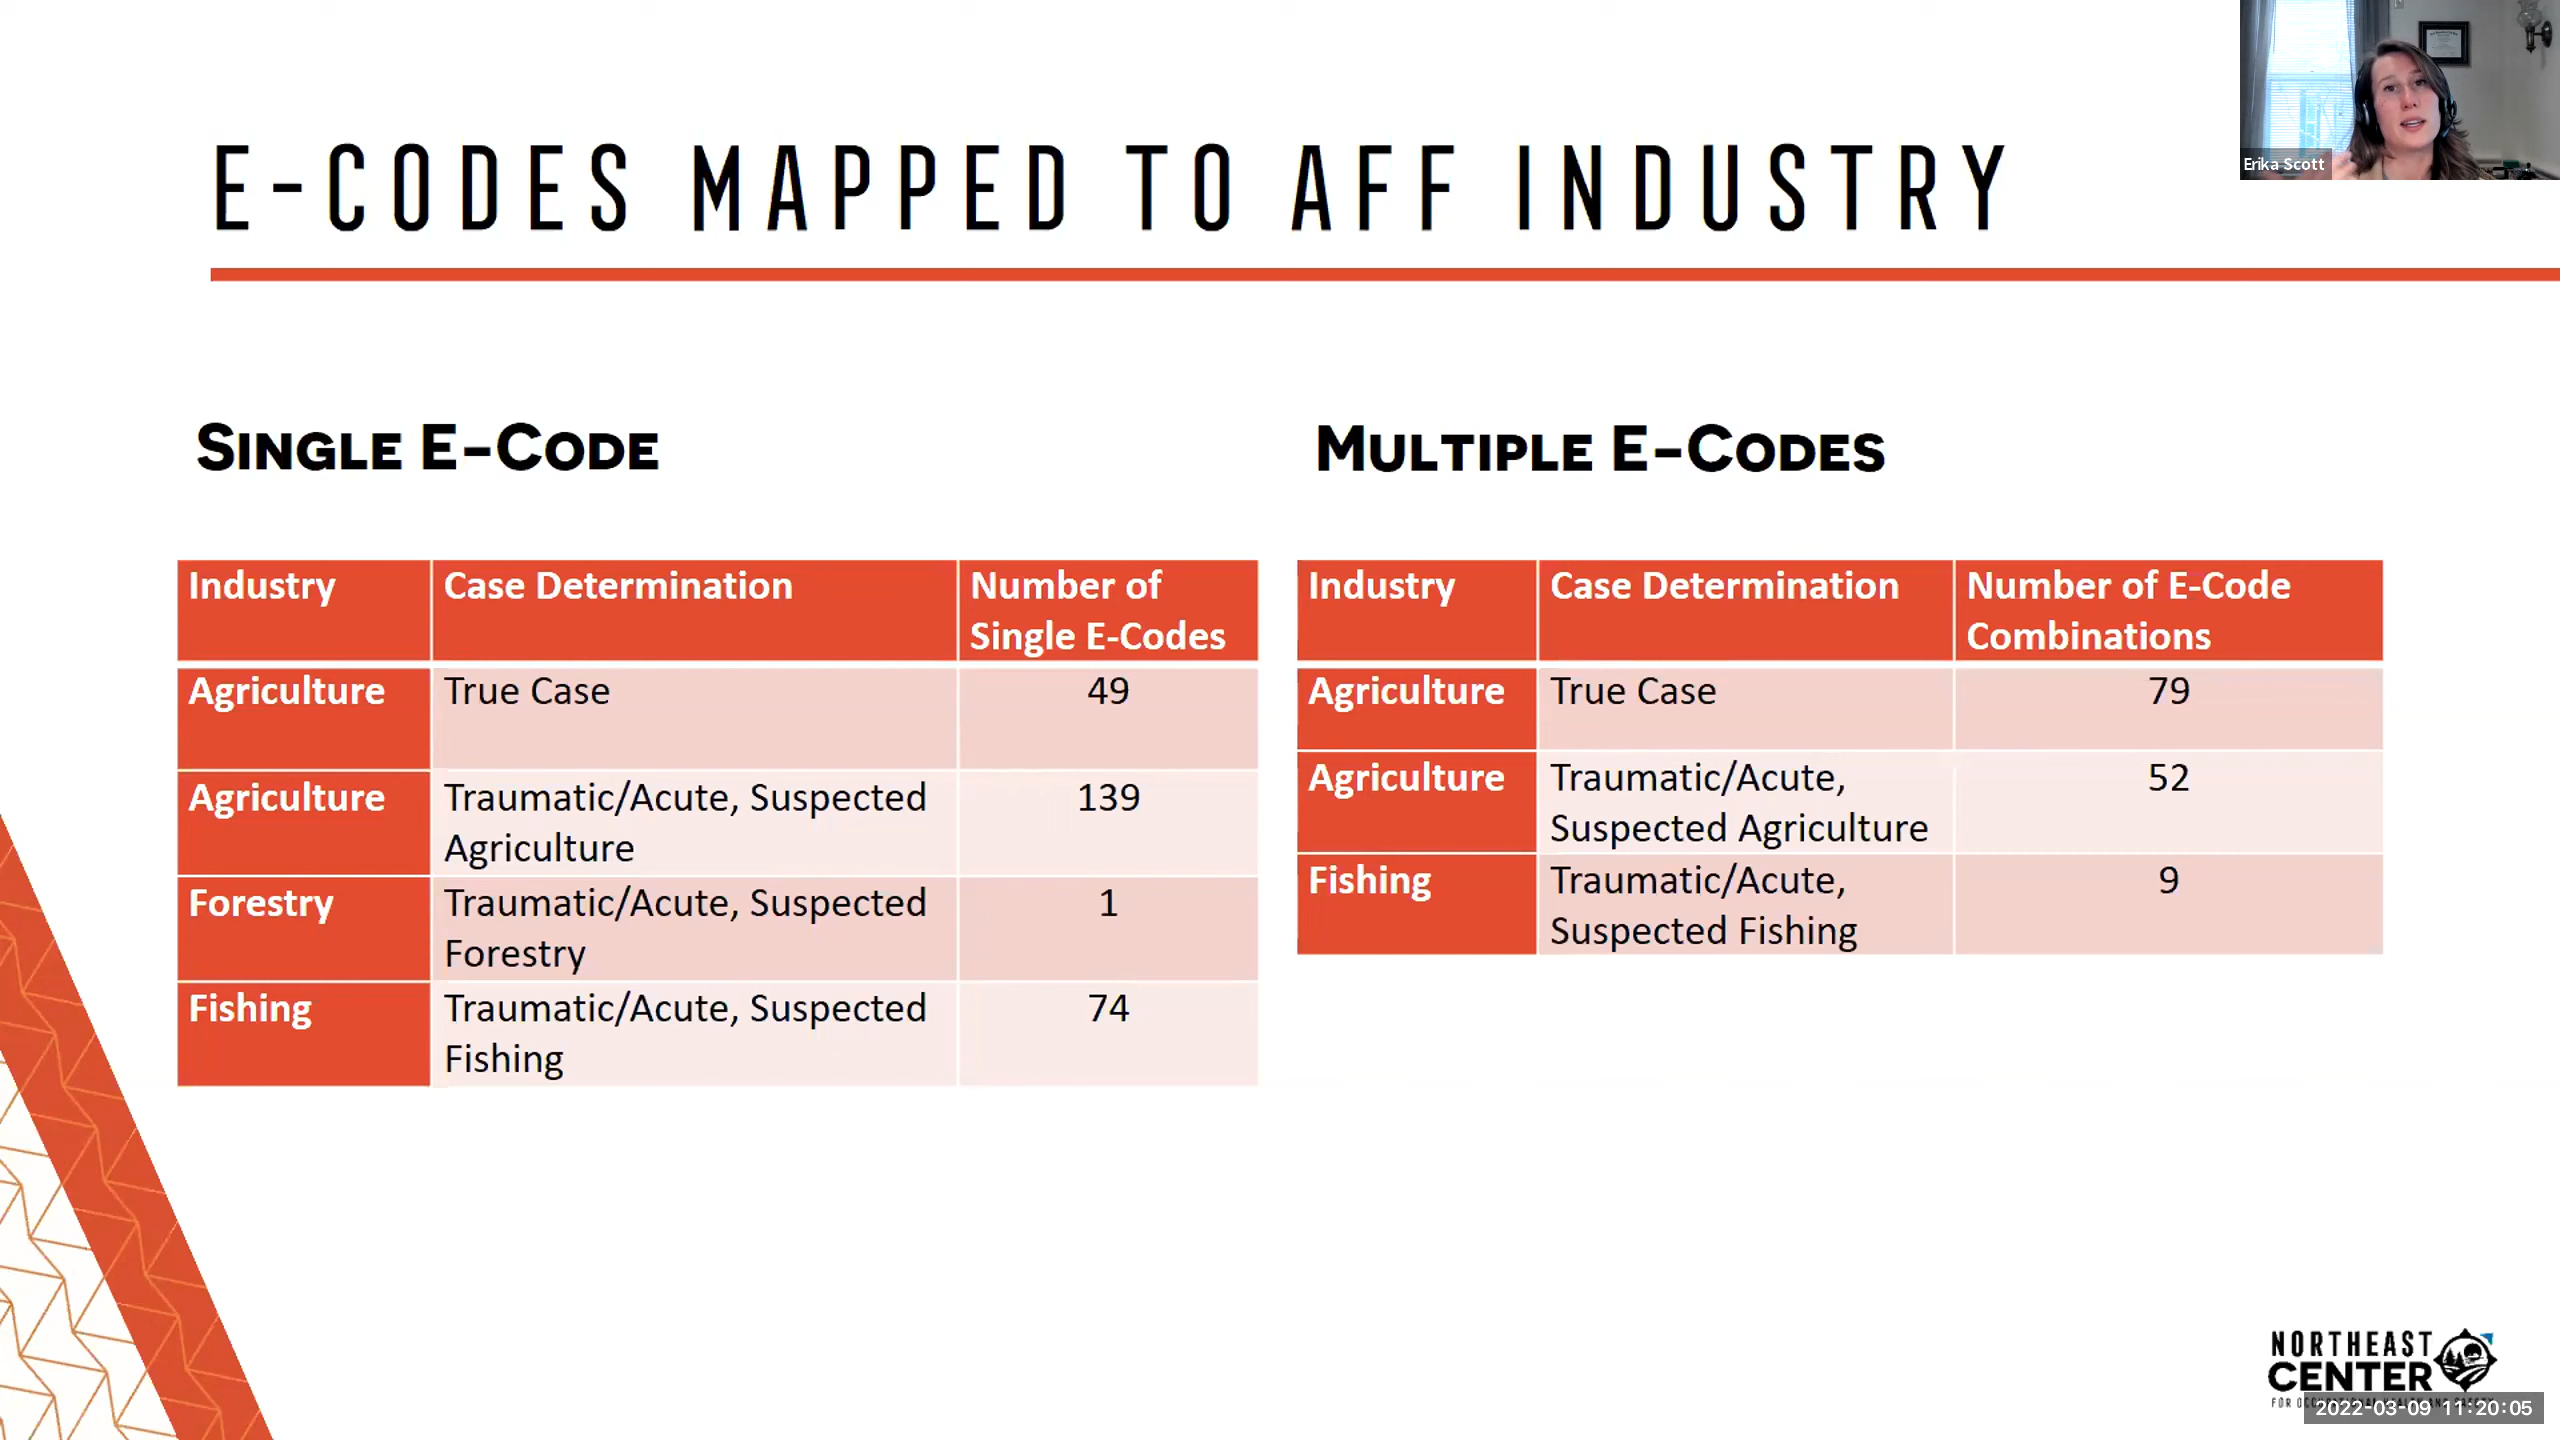 E-CODES MAPPED TO AFF INDUSTRY
Erika Scott
SINGLE E-CODE
Industry Case Determination Number of
Single E-Codes
Agriculture True Case 49
Agriculture Traumatic/Acute, Suspected 139
Agriculture
Forestry Traumatic/Acute, Suspected 1
Forestry
Fishing Traumatic/Acute, Suspected 74
Fishing
MULTIPLE E-CODES
Industry Case Determination Number of E-Code
Combinations
Agriculture True Case 79
Agriculture Traumatic/Acute, 52
Suspected Agriculture
Fishing Traumatic/Acute, 9
Suspected Fishing
NORTHEAST
CENTER
2022-03-09 11:20:05